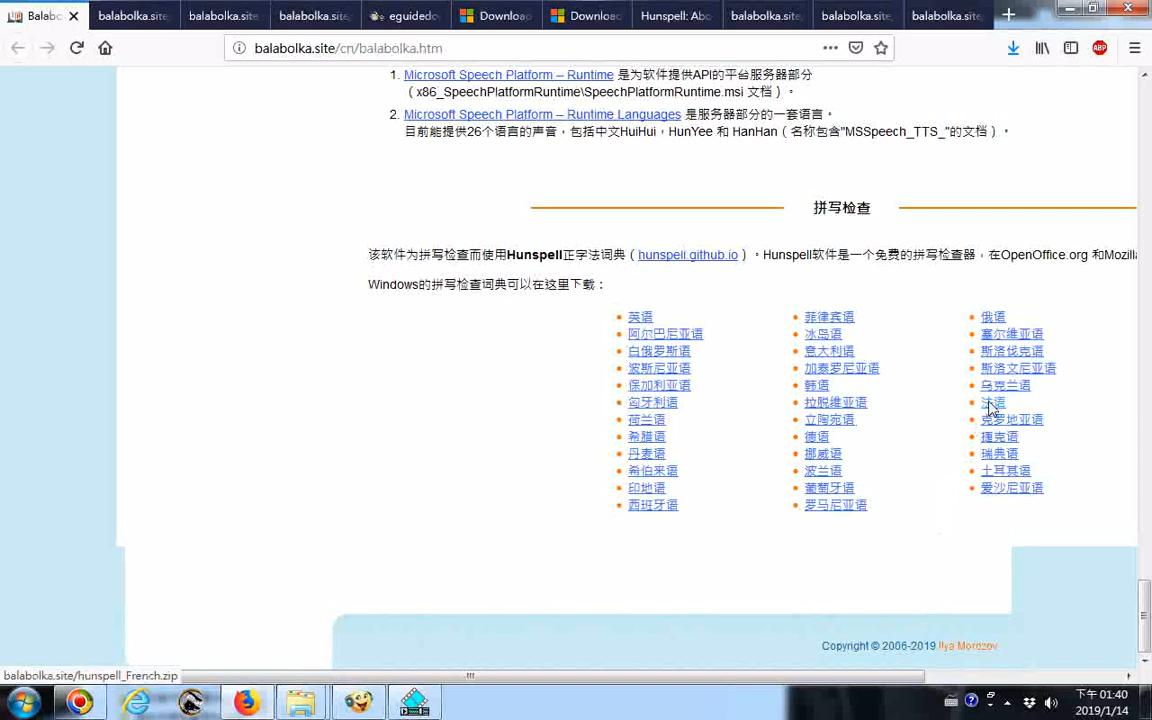 Balabo
balabolka.site/
balabolka.site/
balabolka.site/
eguidedo
Downloa
Downloa
Hunspell: Abo
balabolka.site/
balabolka.site/
balabolka.site/
balabolka.site/cn/balabolka.htm
ABP
1. Microsoft Speech Platform – Runtime 是为软件提供API的平台服务器部分
（x86_SpeechPlatformRuntime\SpeechPlatformRuntime.msi 文档）。
2. Microsoft Speech Platform – Runtime Languages 是服务器部分的一套语言。
目前能提供26个语言的声音，包括中文HuiHui，HunYee 和 HanHan（名称包含"MSSpeech_TTS_"的文档）。
拼写检查
该软件为拼写检查而使用Hunspell正字法词典（hunspell.github.io）。Hunspell软件是一个免费的拼写检查器，在OpenOffice.org 和Mozilla
Windows的拼写检查词典可以在这里下载：
英语 菲律宾语 俄语
阿尔巴尼亚语 冰岛语 塞尔维亚语
白俄罗斯语 意大利语 斯洛伐克语
波斯尼亚语 加泰罗尼亚语 斯洛文尼亚语
保加利亚语 韩语 乌克兰语
匈牙利语 拉脱维亚语 法语
荷兰语 立陶宛语 克罗地亚语
希腊语 德语 捷克语
丹麦语 挪威语 瑞典语
希伯来语 波兰语 土耳其语
印地语 葡萄牙语 爱沙尼亚语
西班牙语 罗马尼亚语
Copyright © 2006-2019 Ilya Morozov
balabolka.site/hunspell_French.zip
下午 01:40
2019/1/14